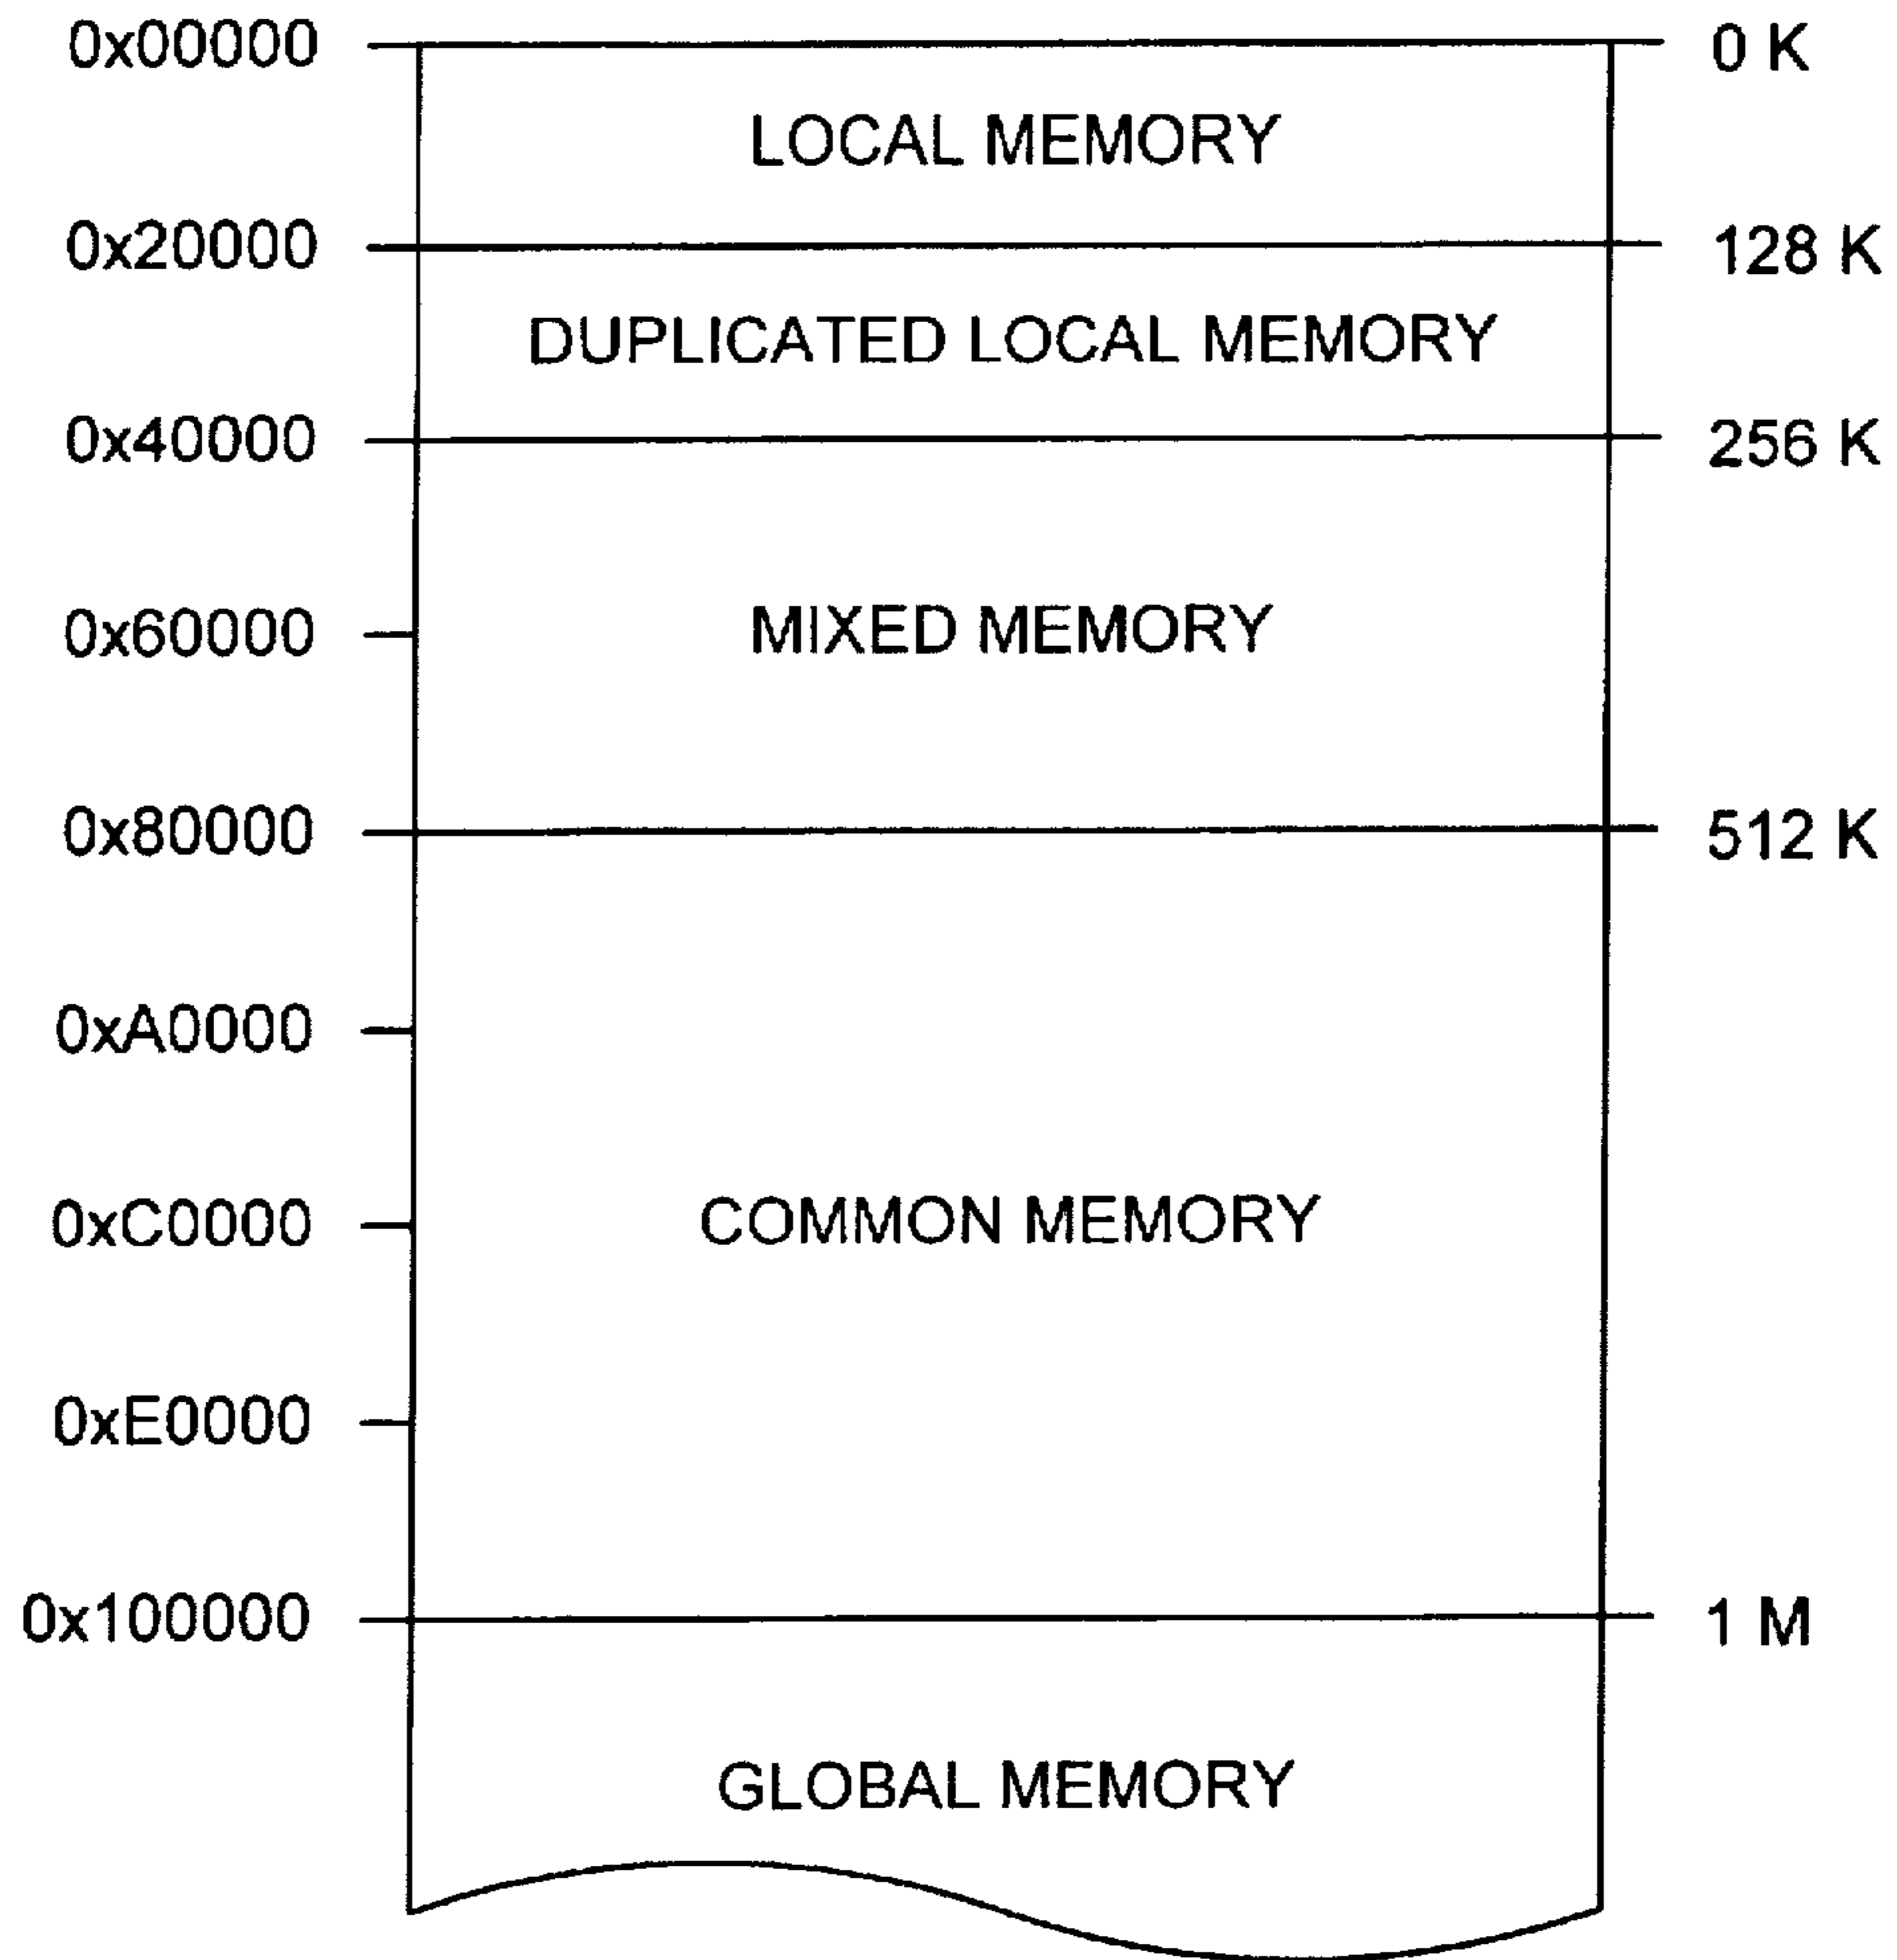 0x00000 0 K
LOCAL MEMORY
0x20000 128 K
DUPLICATED LOCAL MEMORY
0x40000 256 K
0x60000 MIXED MEMORY
0x80000 512 K
0xA0000
0xC0000 COMMON MEMORY
0xE0000
0x100000 1 M
GLOBAL MEMORY